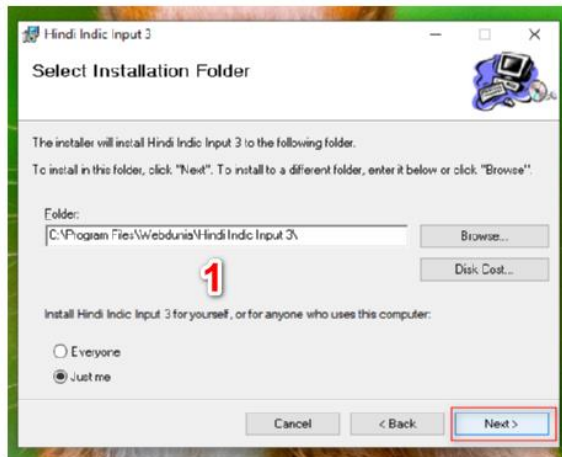 Hindi Indic Input 3
Select Installation Folder
The installer will install Hindi Indic Input 3 to the following folder.
To install in this folder, click "Next". To install to a different folder, enter it below or click "Browse".
Folder:
C:\Program Files\Webdunia\Hindi Indic Input 3\
Browse...
Disk Cost...
1
Install Hindi Indic Input 3 for yourself, or for anyone who uses this computer:
Everyone
Just me
Cancel
< Back
Next >